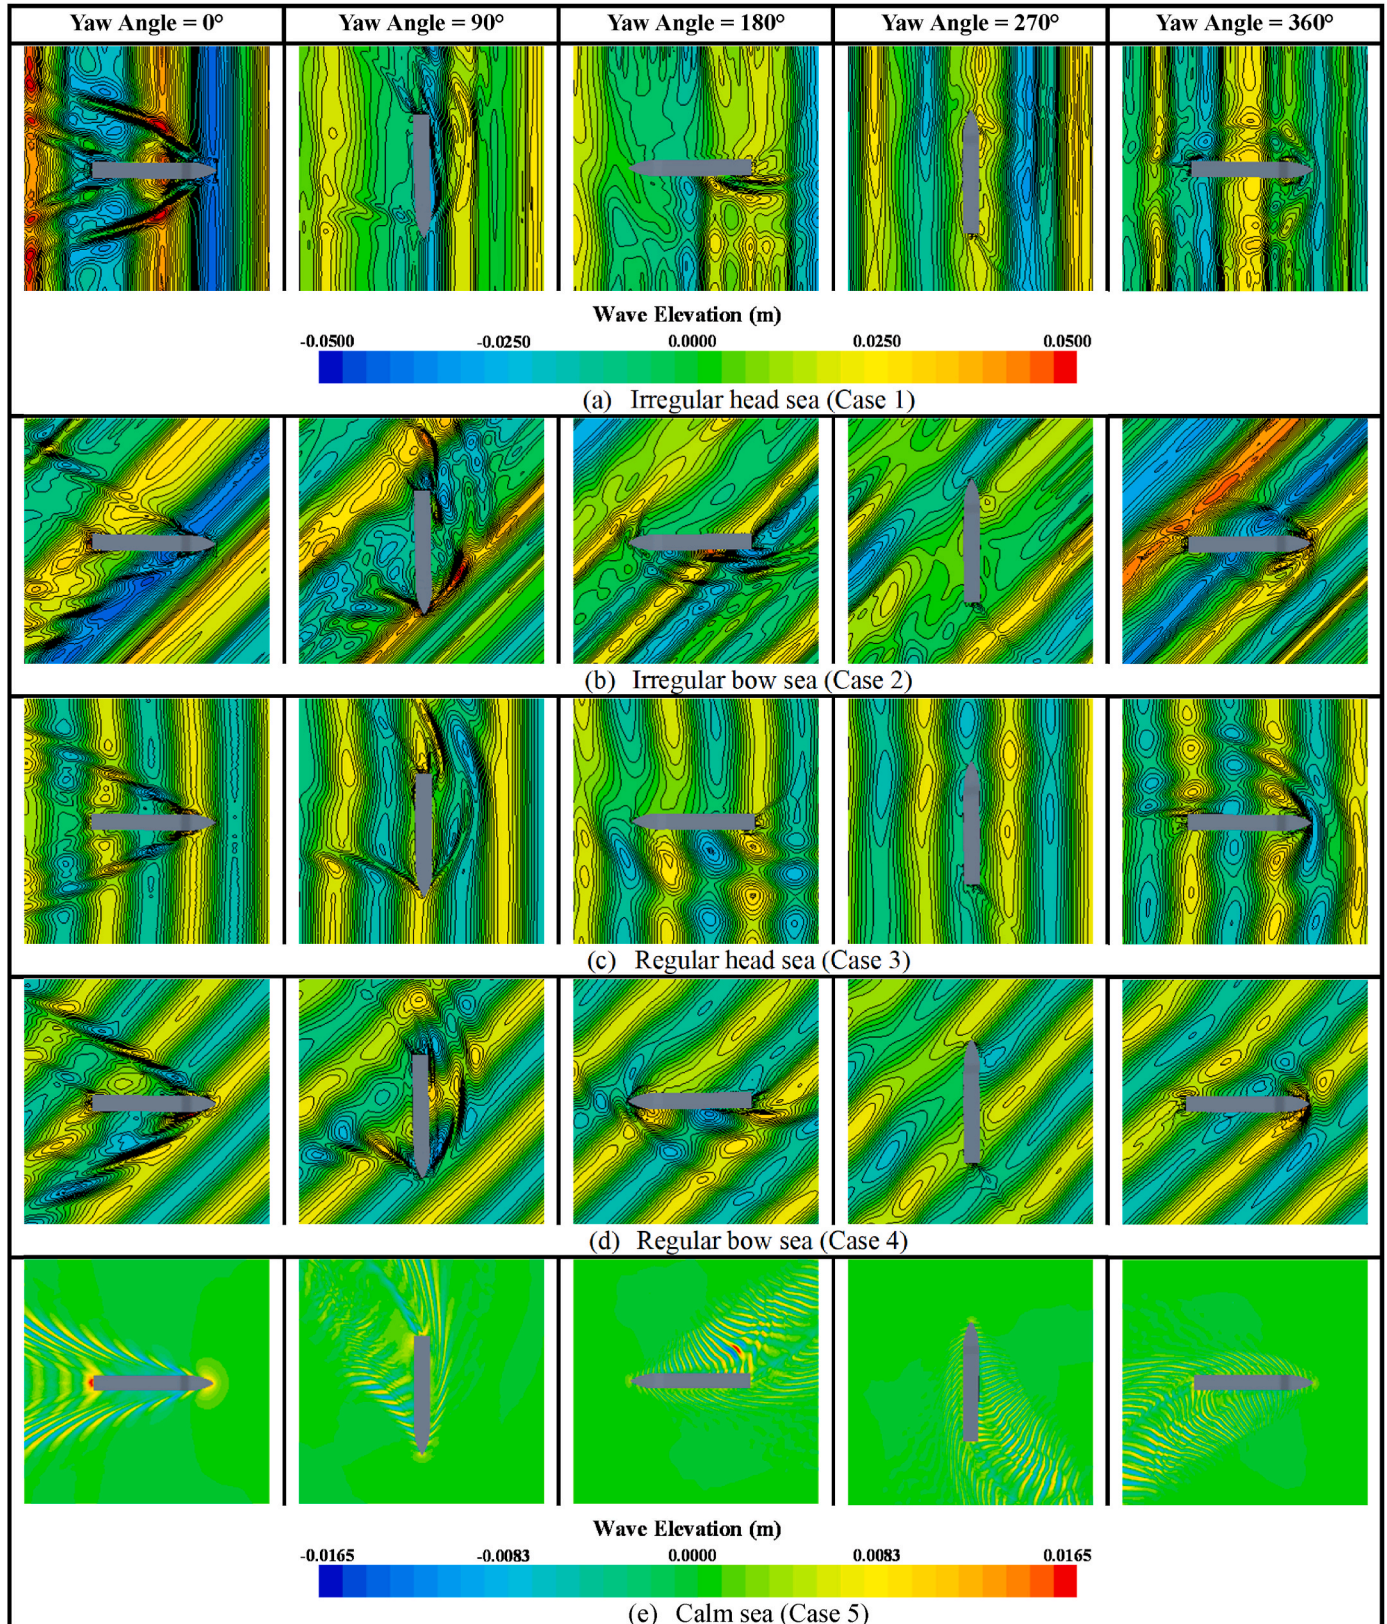 Yaw Angle = 0° Yaw Angle = 90° Yaw Angle = 180° Yaw Angle = 270° Yaw Angle = 360°
Wave Elevation (m)
-0.0500 -0.0250 0.0000 0.0250 0.0500
(a) Irregular head sea (Case 1)
(b) Irregular bow sea (Case 2)
(c) Regular head sea (Case 3)
(d) Regular bow sea (Case 4)
Wave Elevation (m)
-0.0165 -0.0083 0.0000 0.0083 0.0165
(e) Calm sea (Case 5)